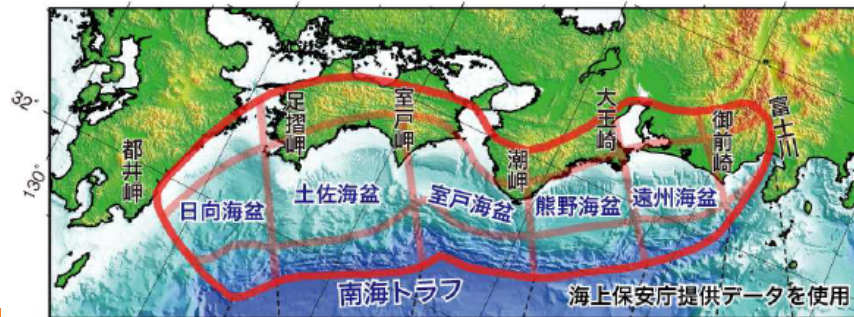 32°
130°
都井岬
足摺岬
室戸岬
潮岬
大王崎
御前崎
富士川
日向海盆
土佐海盆
室戸海盆
熊野海盆
遠州海盆
南海トラフ
海上保安庁提供データを使用